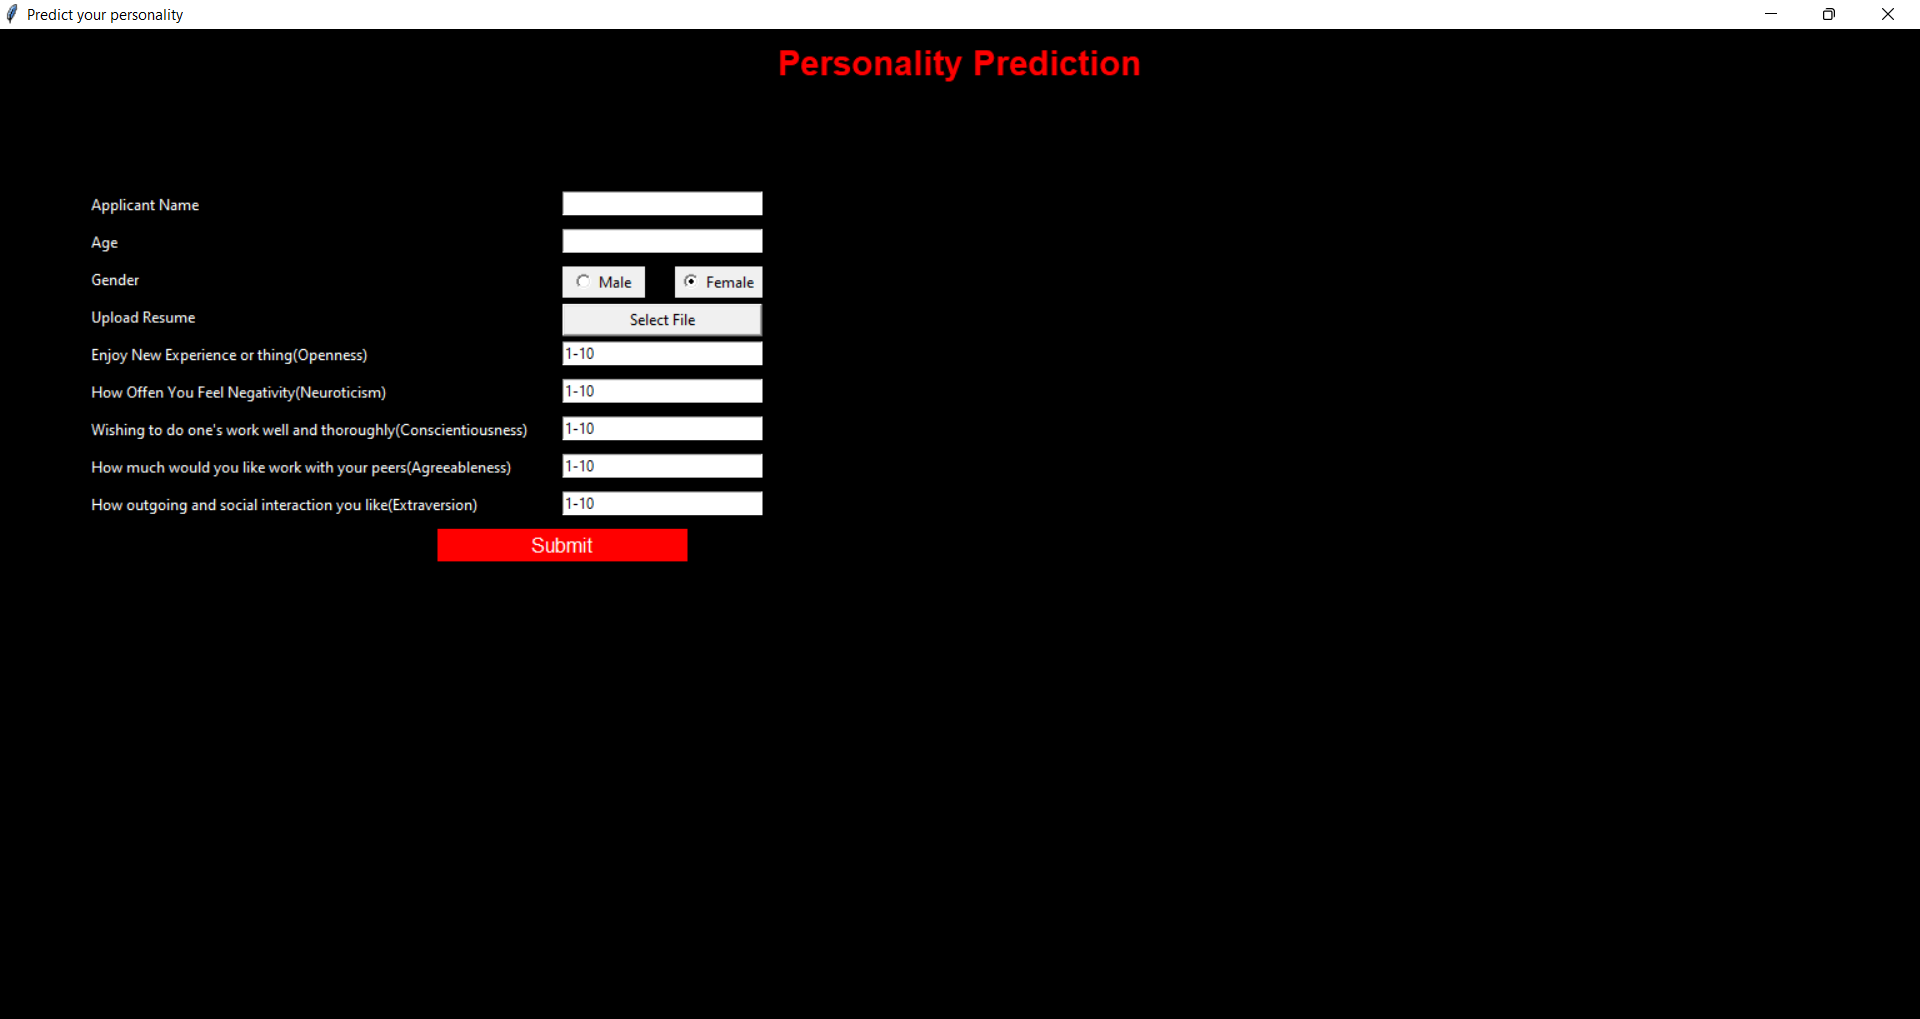 Predict your personality
Personality Prediction
Applicant Name
Age
Gender Male Female
Upload Resume Select File
Enjoy New Experience or thing(Openness) 1-10
How Offen You Feel Negativity(Neuroticism) 1-10
Wishing to do one's work well and thoroughly(Conscientiousness) 1-10
How much would you like work with your peers(Agreeableness) 1-10
How outgoing and social interaction you like(Extraversion) 1-10
Submit